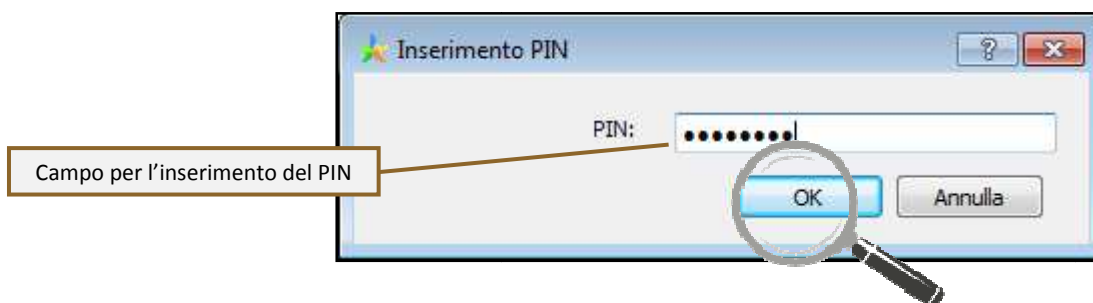 Inserimento PIN
PIN: ••••••••
Campo per l'inserimento del PIN
OK
Annulla